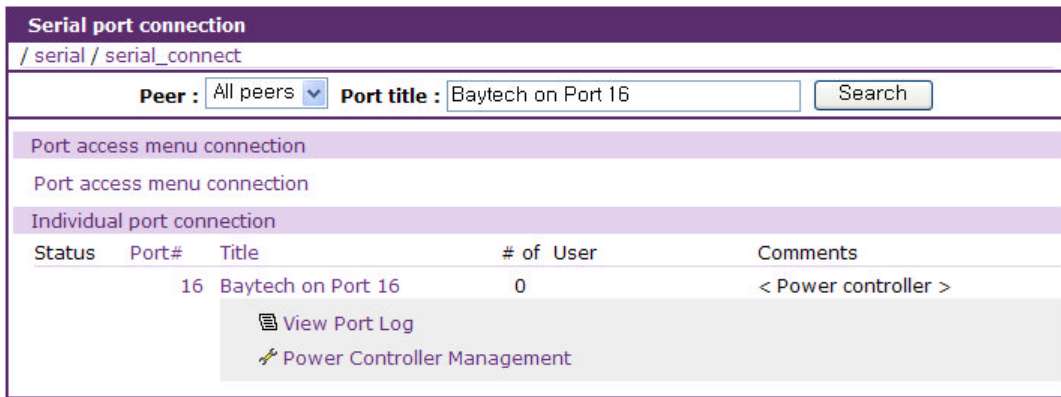 Serial port connection
/ serial / serial_connect
Peer : All peers Port title : Baytech on Port 16 Search
Port access menu connection
Port access menu connection
Individual port connection
Status Port# Title # of User Comments
16 Baytech on Port 16 0 < Power controller >
View Port Log
Power Controller Management